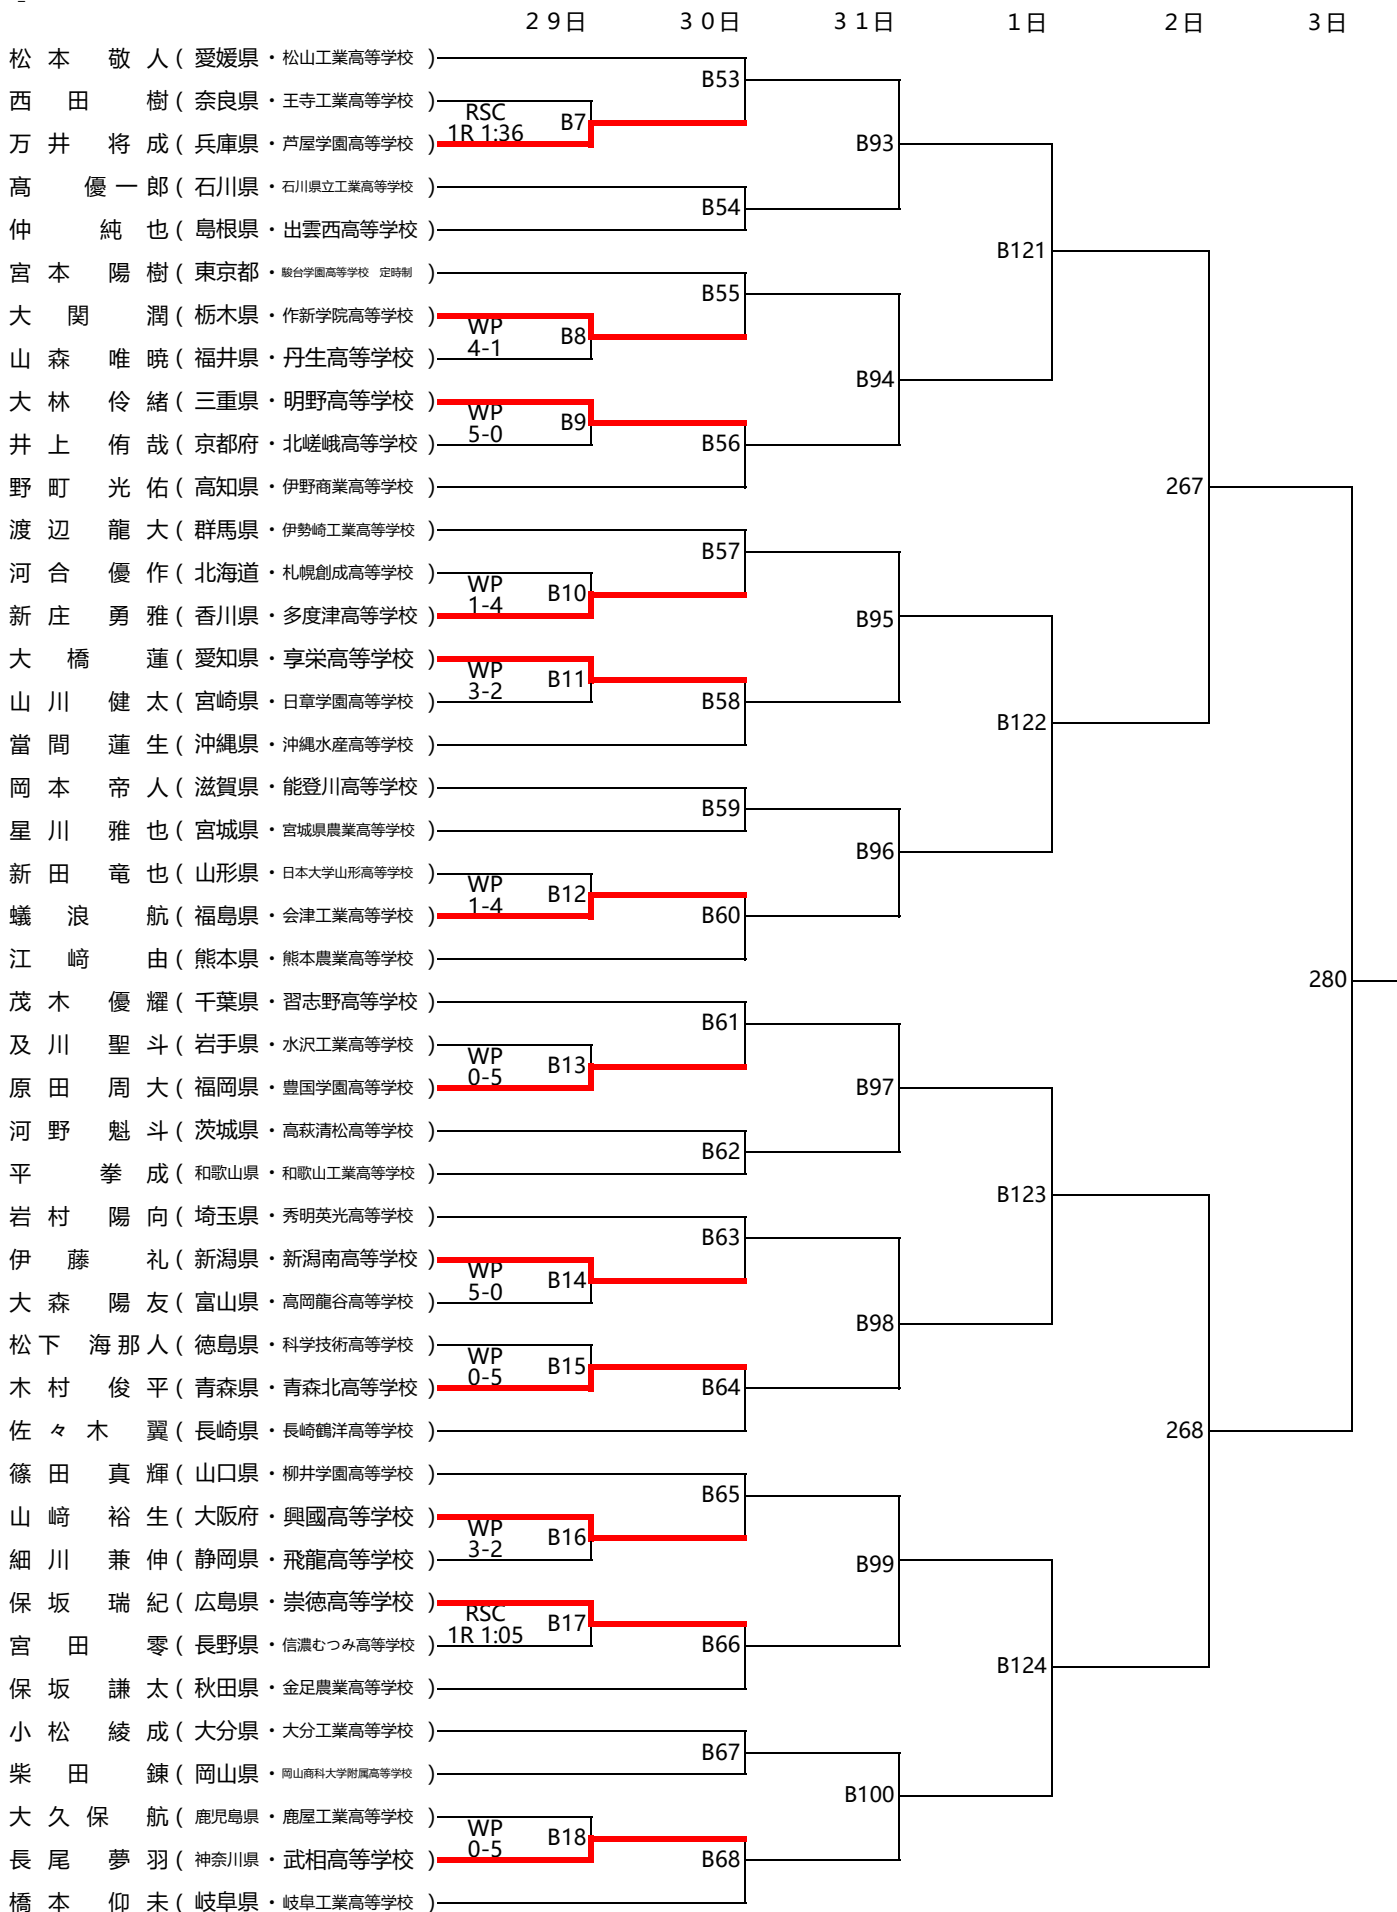 ２９日 ３０日 ３１日 １日 ２日 ３日
松本 敬人 ( 愛媛県 ・ 松山工業高等学校 )
B53
西田 樹 ( 奈良県 ・ 王寺工業高等学校 )
RSC
1R 1:36 B7
万井 将成 ( 兵庫県 ・ 芦屋学園高等学校 )
B93
髙 優一郎 ( 石川県 ・ 石川県立工業高等学校 )
B54
仲 純也 ( 島根県 ・ 出雲西高等学校 )
B121
宮本 陽樹 ( 東京都 ・ 駿台学園高等学校 定時制 )
B55
大関 潤 ( 栃木県 ・ 作新学院高等学校 )
WP
4-1 B8
山森 唯暁 ( 福井県 ・ 丹生高等学校 )
B94
大林 伶緒 ( 三重県 ・ 明野高等学校 )
WP
5-0 B9
井上 侑哉 ( 京都府 ・ 北嵯峨高等学校 )
B56
野町 光佑 ( 高知県 ・ 伊野商業高等学校 )
267
渡辺 龍大 ( 群馬県 ・ 伊勢崎工業高等学校 )
B57
河合 優作 ( 北海道 ・ 札幌創成高等学校 )
WP
1-4 B10
新庄 勇雅 ( 香川県 ・ 多度津高等学校 )
B95
大橋 蓮 ( 愛知県 ・ 享栄高等学校 )
WP
3-2 B11
山川 健太 ( 宮崎県 ・ 日章学園高等学校 )
B58
B122
當間 蓮生 ( 沖縄県 ・ 沖縄水産高等学校 )
岡本 帝人 ( 滋賀県 ・ 能登川高等学校 )
B59
星川 雅也 ( 宮城県 ・ 宮城県農業高等学校 )
B96
新田 竜也 ( 山形県 ・ 日本大学山形高等学校 )
WP
1-4 B12
蟻浪 航 ( 福島県 ・ 会津工業高等学校 )
B60
江﨑 由 ( 熊本県 ・ 熊本農業高等学校 )
280
茂木 優耀 ( 千葉県 ・ 習志野高等学校 )
B61
及川 聖斗 ( 岩手県 ・ 水沢工業高等学校 )
WP
0-5 B13
原田 周大 ( 福岡県 ・ 豊国学園高等学校 )
B97
河野 魁斗 ( 茨城県 ・ 高萩清松高等学校 )
B62
平 拳成 ( 和歌山県 ・ 和歌山工業高等学校 )
B123
岩村 陽向 ( 埼玉県 ・ 秀明英光高等学校 )
B63
伊藤 礼 ( 新潟県 ・ 新潟南高等学校 )
WP
5-0 B14
大森 陽友 ( 富山県 ・ 高岡龍谷高等学校 )
B98
松下 海那人 ( 徳島県 ・ 科学技術高等学校 )
WP
0-5 B15
木村 俊平 ( 青森県 ・ 青森北高等学校 )
B64
佐々木 翼 ( 長崎県 ・ 長崎鶴洋高等学校 )
268
篠田 真輝 ( 山口県 ・ 柳井学園高等学校 )
B65
山﨑 裕生 ( 大阪府 ・ 興國高等学校 )
WP
3-2 B16
細川 兼伸 ( 静岡県 ・ 飛龍高等学校 )
B99
保坂 瑞紀 ( 広島県 ・ 崇徳高等学校 )
RSC
1R 1:05 B17
宮田 零 ( 長野県 ・ 信濃むつみ高等学校 )
B66
B124
保坂 謙太 ( 秋田県 ・ 金足農業高等学校 )
小松 綾成 ( 大分県 ・ 大分工業高等学校 )
B67
柴田 錬 ( 岡山県 ・ 岡山商科大学附属高等学校 )
B100
大久保 航 ( 鹿児島県 ・ 鹿屋工業高等学校 )
WP
0-5 B18
長尾 夢羽 ( 神奈川県 ・ 武相高等学校 )
B68
橋本 仰未 ( 岐阜県 ・ 岐阜工業高等学校 )